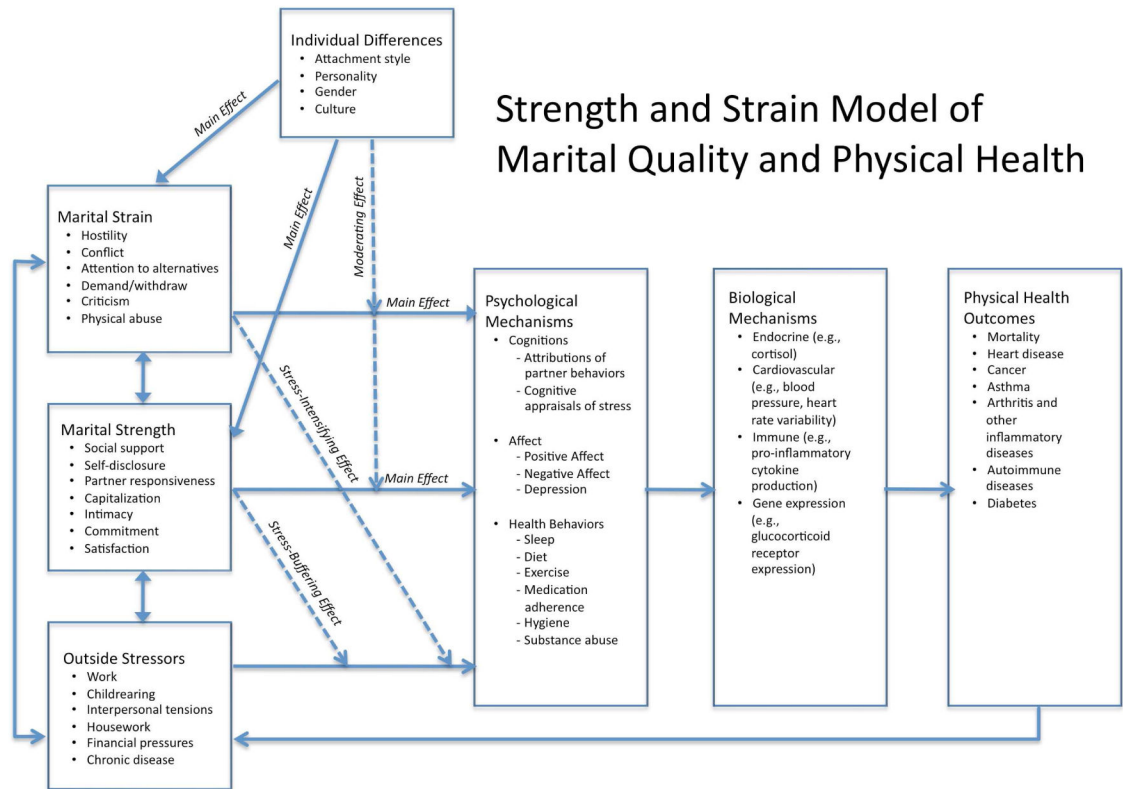 Individual Differences
• Attachment style
• Personality
• Gender
• Culture
Strength and Strain Model of
Marital Quality and Physical Health
Main Effect
Main Effect
Moderating Effect
Marital Strain
• Hostility
• Conflict
• Attention to alternatives
• Demand/withdraw
• Criticism
• Physical abuse
Main Effect
Stress-Intensifying Effect
Marital Strength
• Social support
• Self-disclosure
• Partner responsiveness
• Capitalization
• Intimacy
• Commitment
• Satisfaction
Main Effect
Stress-Buffering Effect
Outside Stressors
• Work
• Childrearing
• Interpersonal tensions
• Housework
• Financial pressures
• Chronic disease
Psychological
Mechanisms
• Cognitions
- Attributions of
partner behaviors
- Cognitive
appraisals of stress
• Affect
- Positive Affect
- Negative Affect
- Depression
• Health Behaviors
- Sleep
- Diet
- Exercise
- Medication
adherence
- Hygiene
- Substance abuse
Biological
Mechanisms
• Endocrine (e.g.,
cortisol)
• Cardiovascular
(e.g., blood
pressure, heart
rate variability)
• Immune (e.g.,
pro-inflammatory
cytokine
production)
• Gene expression
(e.g.,
glucocorticoid
receptor
expression)
Physical Health
Outcomes
• Mortality
• Heart disease
• Cancer
• Asthma
• Arthritis and
other
inflammatory
diseases
• Autoimmune
diseases
• Diabetes